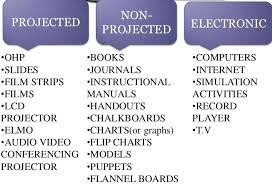 PROJECTED
•OHP
•SLIDES
•FILM STRIPS
•FILMS
•LCD
PROJECTOR
•ELMO
•AUDIO VIDEO
CONFERENCING
PROJECTOR
NON-
PROJECTED
•BOOKS
•JOURNALS
•INSTRUCTIONAL
MANUALS
•HANDOUTS
•CHALKBOARDS
•CHARTS(or graphs)
•FLIP CHARTS
•MODELS
•PUPPETS
•FLANNEL BOARDS
ELECTRONIC
•COMPUTERS
•INTERNET
•SIMULATION
ACTIVITIES
•RECORD
PLAYER
•T.V